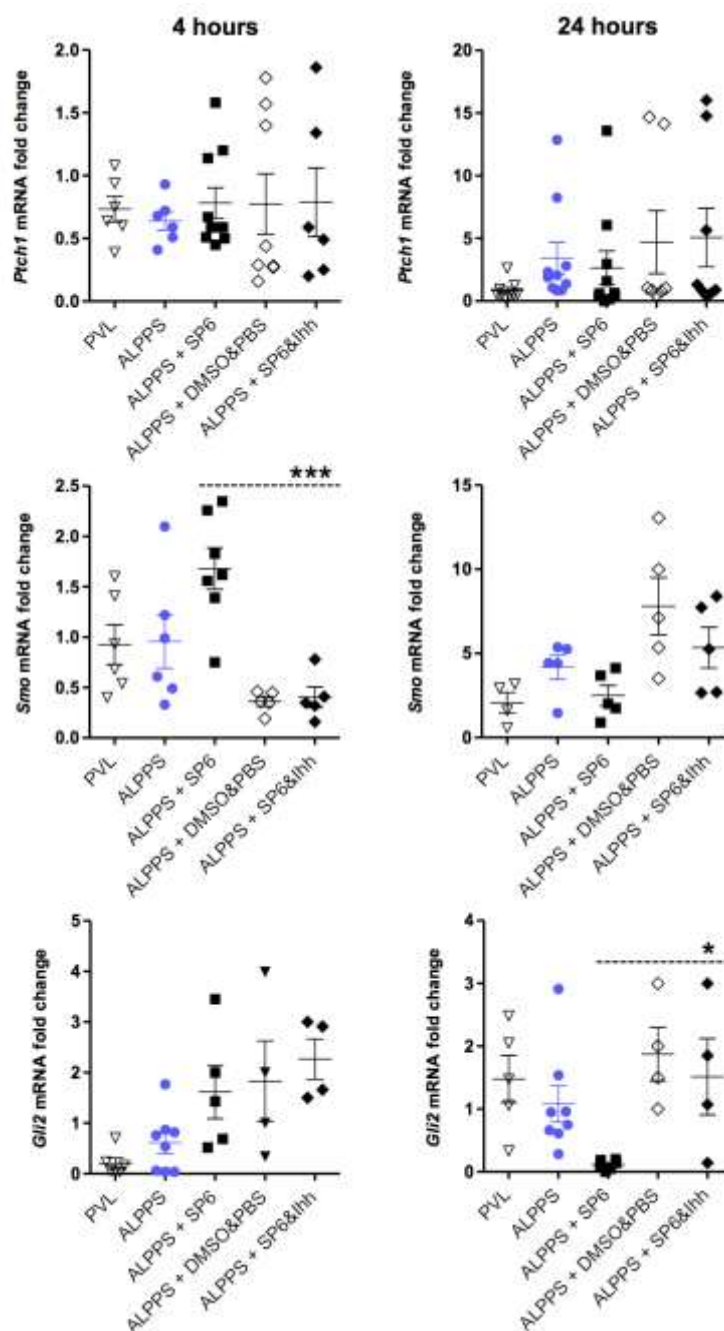 4 hours
24 hours
Ptch1 mRNA fold change
2.0
1.5
1.0
0.5
0.0
PVL
ALPPS
ALPPS + SP6
ALPPS + DMSO&PBS
ALPPS + SP6&Ihh
Ptch1 mRNA fold change
20
15
10
5
0
PVL
ALPPS
ALPPS + SP6
ALPPS + DMSO&PBS
ALPPS + SP6&Ihh
Smo mRNA fold change
2.5
2.0
1.5
1.0
0.5
0.0
***
PVL
ALPPS
ALPPS + SP6
ALPPS + DMSO&PBS
ALPPS + SP6&Ihh
Smo mRNA fold change
15
10
5
0
PVL
ALPPS
ALPPS + SP6
ALPPS + DMSO&PBS
ALPPS + SP6&Ihh
Gli2 mRNA fold change
5
4
3
2
1
0
PVL
ALPPS
ALPPS + SP6
ALPPS + DMSO&PBS
ALPPS + SP6&Ihh
Gli2 mRNA fold change
4
3
2
1
0
*
PVL
ALPPS
ALPPS + SP6
ALPPS + DMSO&PBS
ALPPS + SP6&Ihh